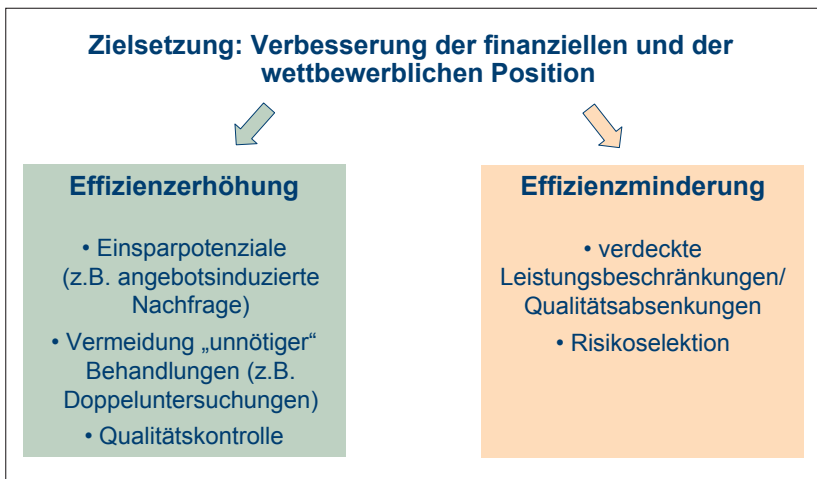 Zielsetzung: Verbesserung der finanziellen und der
wettbewerblichen Position
Effizienzerhöhung
• Einsparpotenziale
(z.B. angebotsinduzierte
Nachfrage)
• Vermeidung „unnötiger“
Behandlungen (z.B.
Doppeluntersuchungen)
• Qualitätskontrolle
Effizienzminderung
• verdeckte
Leistungsbeschränkungen/
Qualitätsabsenkungen
• Risikoselektion